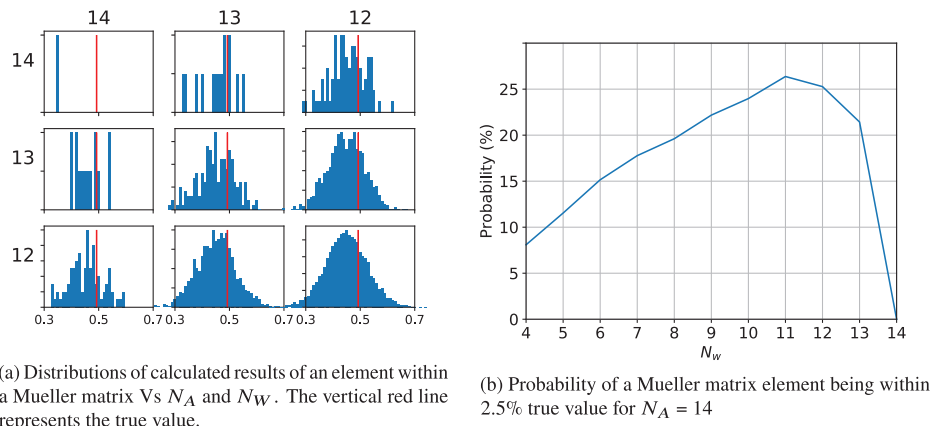 14 13 12
14
13
12
0.3 0.5 0.7 0.3 0.5 0.7 0.3 0.5 0.7
(a) Distributions of calculated results of an element within
a Mueller matrix Vs N_A and N_W. The vertical red line
represents the true value.
Probability (%)
25
20
15
10
5
0
4 5 6 7 8 9 10 11 12 13 14
N_w
(b) Probability of a Mueller matrix element being within
2.5% true value for N_A = 14